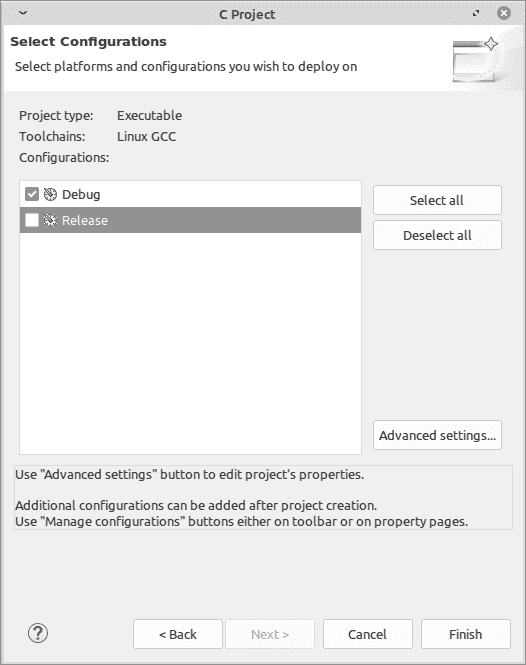 C Project
Select Configurations
Select platforms and configurations you wish to deploy on
Project type: Executable
Toolchains: Linux GCC
Configurations:
Debug
Select all
Release
Deselect all
Advanced settings...
Use "Advanced settings" button to edit project's properties.
Additional configurations can be added after project creation.
Use "Manage configurations" buttons either on toolbar or on property pages.
?
< Back
Next >
Cancel
Finish